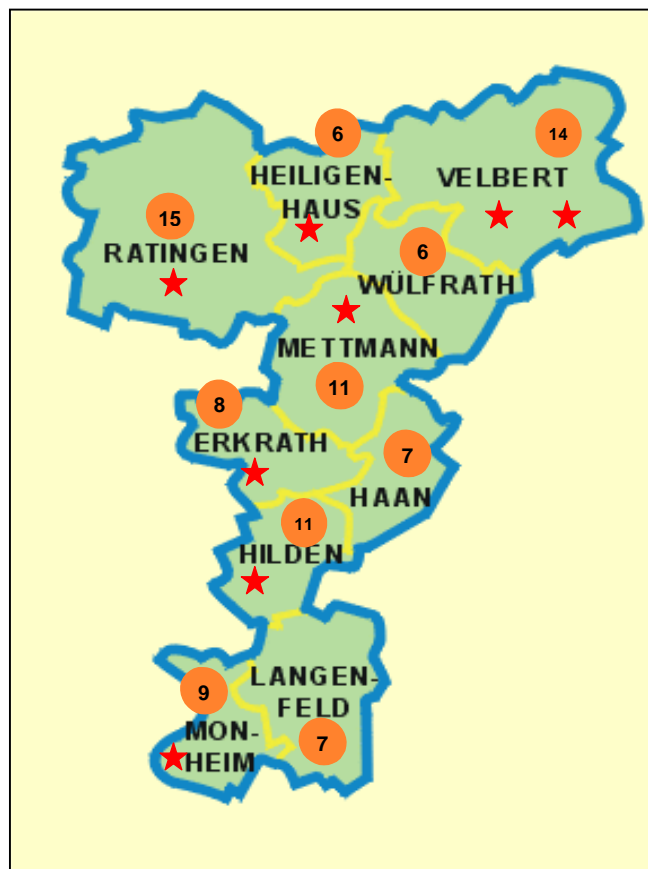 6
14
HEILIGEN-
HAUS
VELBERT
15
RATINGEN
6
WÜLFRATH
METTMANN
11
8
ERKRATH
7
HAAN
11
HILDEN
LANGEN-
FELD
7
9
MON-
HEIM